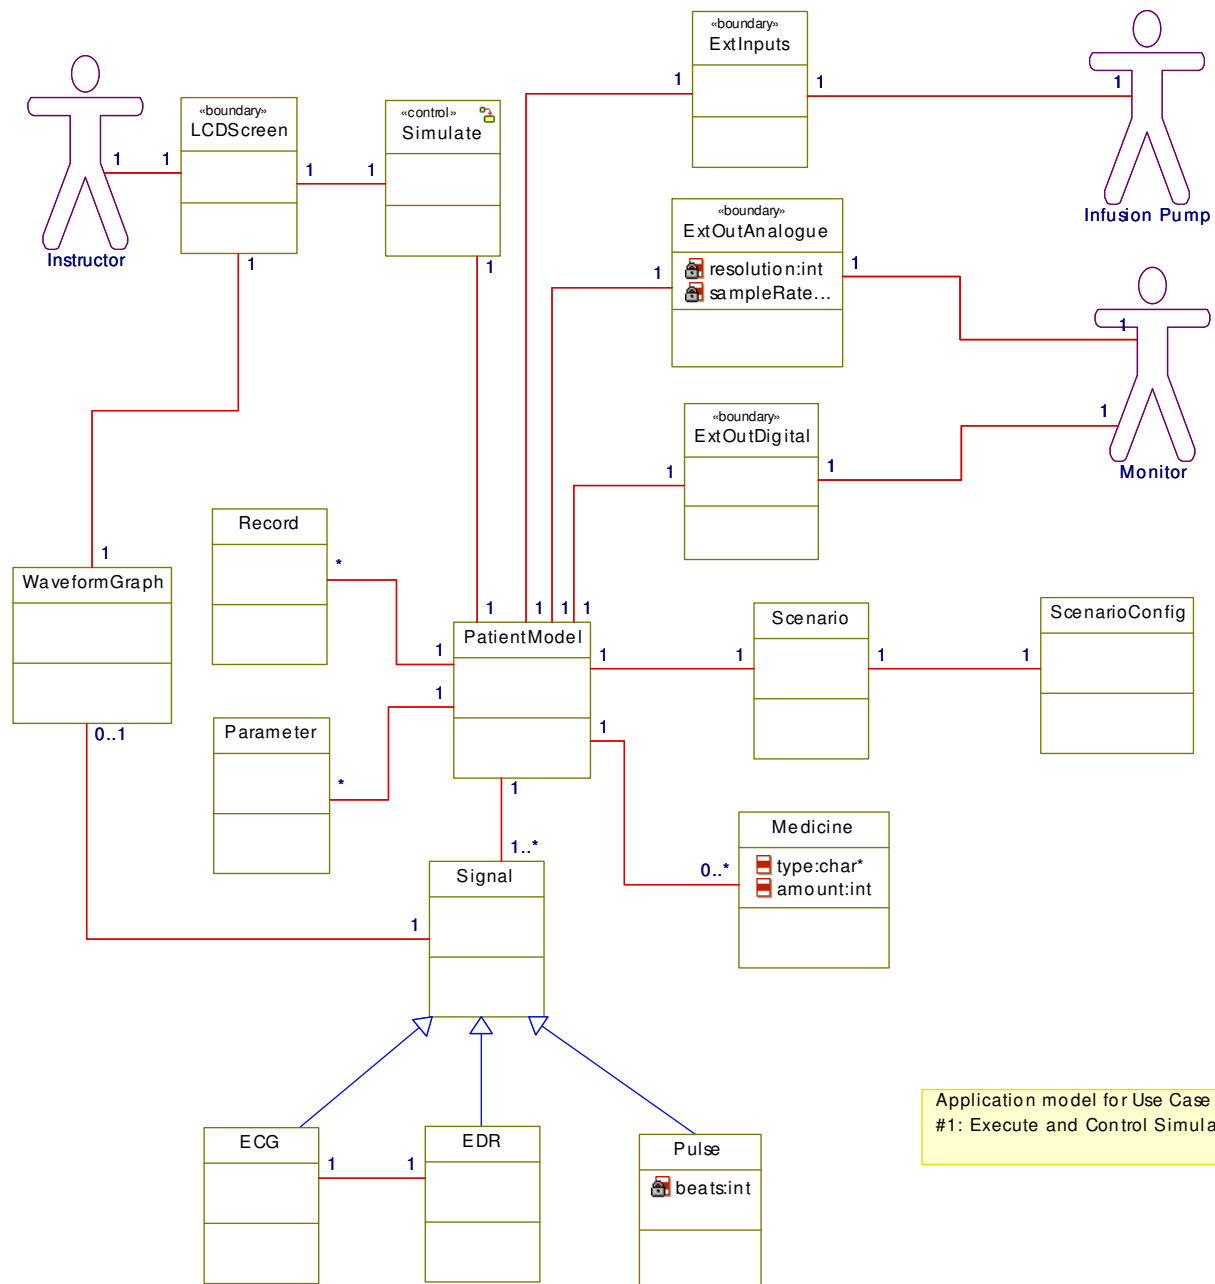 «boundary»
ExtInputs
1
1
1
Infusion Pump
«boundary»
LCDScreen
1
1
1
1
1
Instructor
«control»
Simulate
1
«boundary»
ExtOutAnalogue
resolution:int
sampleRate...
1
1
1
«boundary»
ExtOutDigital
1
1
1
Monitor
Record
*
1
WaveformGraph
0..1
1
1
1
1
PatientModel
1
1
1
1
1
Scenario
1
1
1
ScenarioConfig
Parameter
*
1
1..*
Medicine
type:char*
amount:int
0..*
Signal
1
ECG
1
1
EDR
Pulse
beats:int
Application model for Use Case
#1: Execute and Control Simula